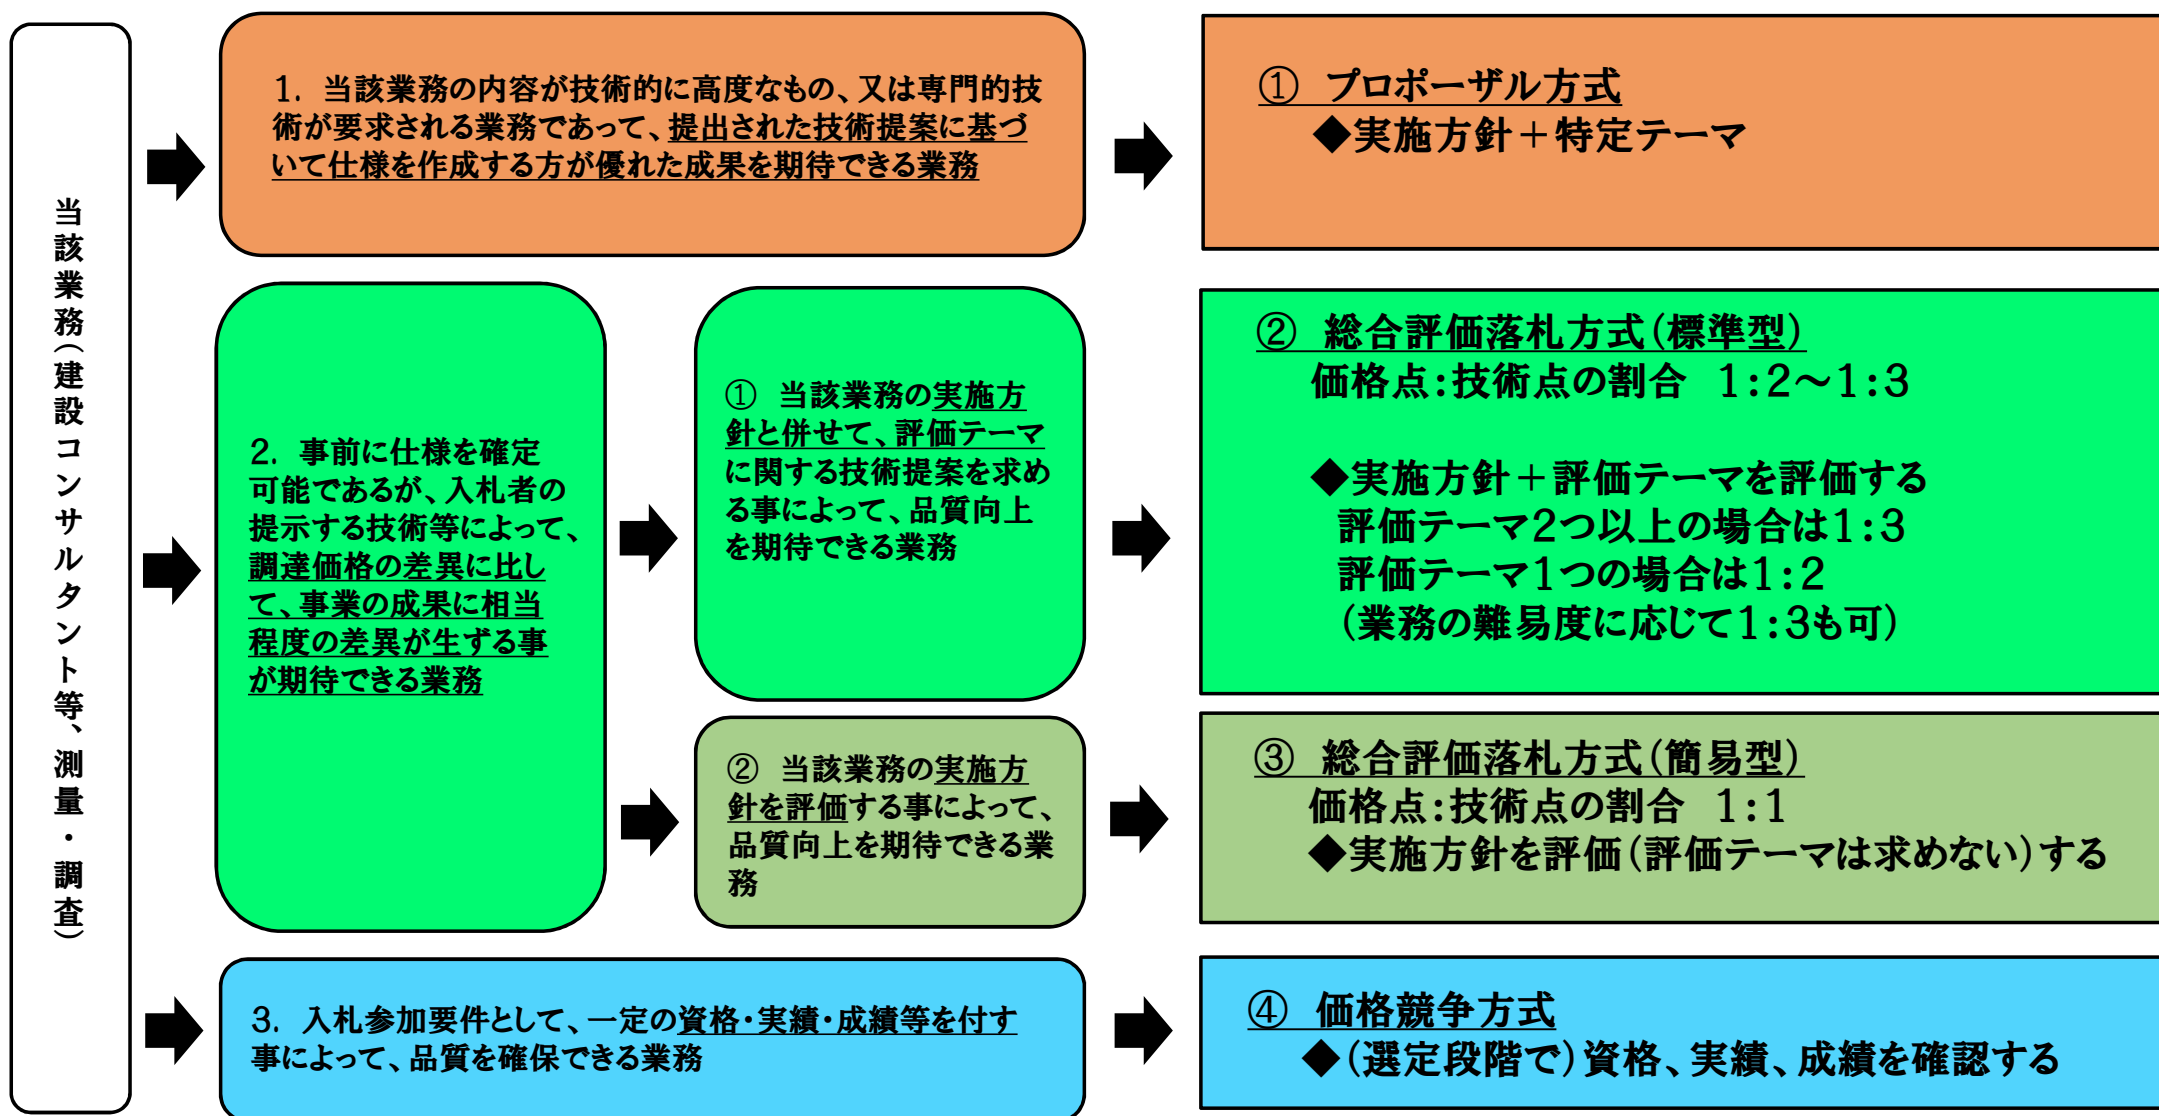 当該業務（建設コンサルタント等、測量・調査）
1. 当該業務の内容が技術的に高度なもの、又は専門的技
術が要求される業務であって、提出された技術提案に基づ
いて仕様を作成する方が優れた成果を期待できる業務
① プロポーザル方式
◆実施方針＋特定テーマ
2. 事前に仕様を確定
可能であるが、入札者の
提示する技術等によって、
調達価格の差異に比し
て、事業の成果に相当
程度の差異が生ずる事
が期待できる業務
① 当該業務の実施方
針と併せて、評価テーマ
に関する技術提案を求め
る事によって、品質向上
を期待できる業務
② 総合評価落札方式（標準型）
価格点：技術点の割合 1：2～1：3
◆実施方針＋評価テーマを評価する
評価テーマ2つ以上の場合は1：3
評価テーマ1つの場合は1：2
（業務の難易度に応じて1：3も可）
② 当該業務の実施方
針を評価する事によって、
品質向上を期待できる業
務
③ 総合評価落札方式（簡易型）
価格点：技術点の割合 1：1
◆実施方針を評価（評価テーマは求めない）する
3. 入札参加要件として、一定の資格・実績・成績等を付す
事によって、品質を確保できる業務
④ 価格競争方式
◆（選定段階で）資格、実績、成績を確認する